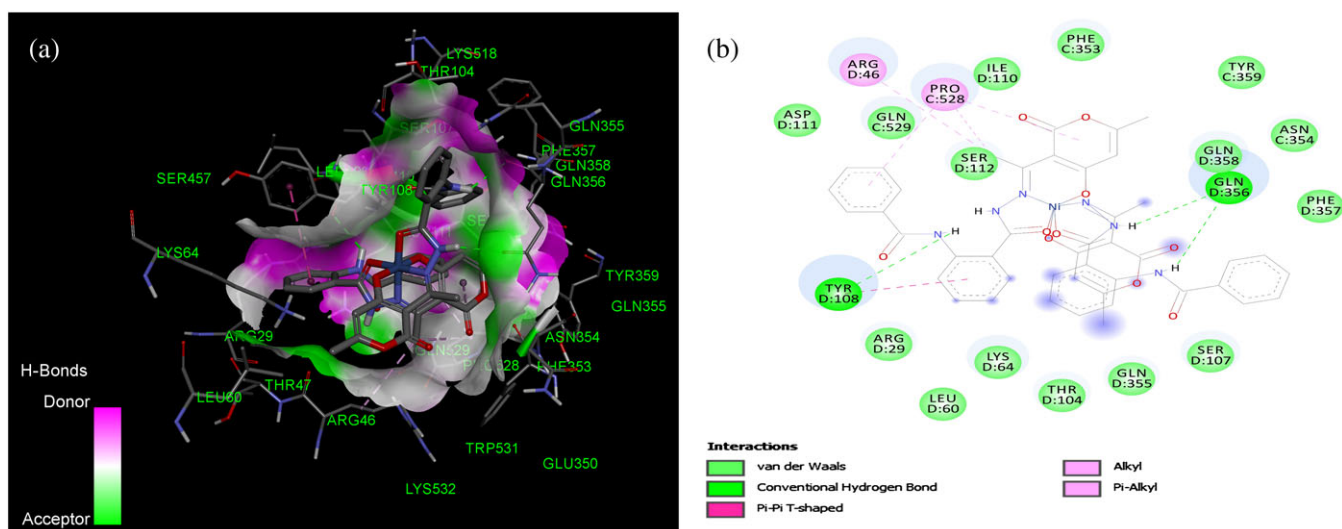 (a)
LYS518
THR104
GLN355
PHE357
GLN358
GLN356
SER457
TYR108
LYS64
TYR359
GLN355
ARG29
ASN354
GLN529
PRO528
PHE353
H-Bonds
Donor
THR47
LEU60
ARG46
TRP531
GLU350
LYS532
Acceptor
(b)
PHE
C:353
ARG
D:46
ILE
D:110
PRO
C:528
TYR
C:359
ASP
D:111
GLN
C:529
ASN
C:354
SER
D:112
GLN
D:358
GLN
D:356
PHE
D:357
O
O
N
O
H
N
Ni
N
N
H
N
H
O
O
O
O
O
N
H
O
O
TYR
D:108
ARG
D:29
LYS
D:64
SER
D:107
GLN
D:355
THR
D:104
LEU
D:60
Interactions
van der Waals
Conventional Hydrogen Bond
Pi-Pi T-shaped
Alkyl
Pi-Alkyl